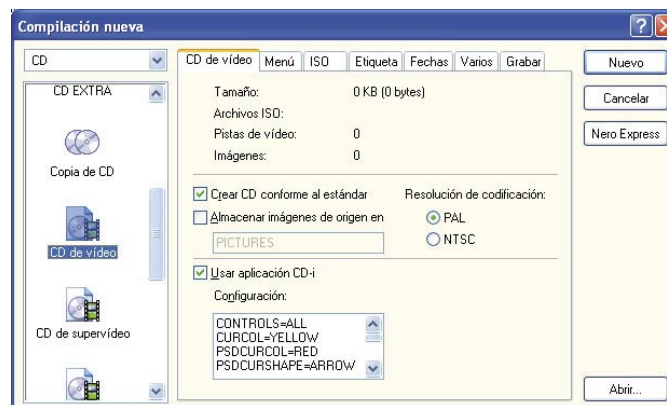 Compilación nueva
CD
CD EXTRA
Copia de CD
CD de vídeo
CD de supervídeo
CD de vídeo Menú ISO Etiqueta Fechas Varios Grabar
Tamaño: 0 KB (0 bytes)
Archivos ISO:
Pistas de vídeo: 0
Imágenes: 0
Crear CD conforme al estándar
Almacenar imágenes de origen en
PICTURES
Resolución de codificación:
PAL
NTSC
Usar aplicación CD-i
Configuración:
CONTROLS=ALL
CURCOL=YELLOW
PSDCURCOL=RED
PSDCURSHAPE=ARROW
Nuevo
Cancelar
Nero Express
Abrir...